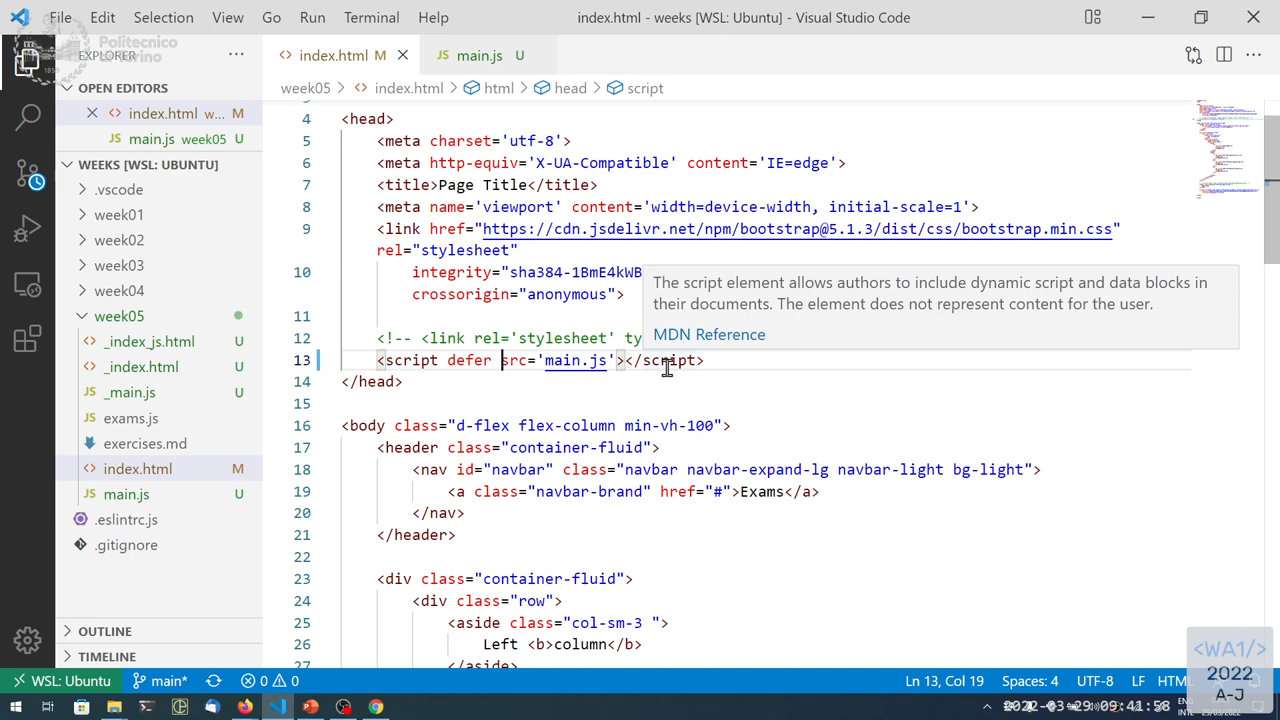 File Edit Selection View Go Run Terminal Help
index.html - weeks [WSL: Ubuntu] - Visual Studio Code
Politecnico
di Torino
1859
EXPLORER
index.html M
main.js U
OPEN EDITORS
index.html w... M
main.js week05 U
WEEKS [WSL: UBUNTU]
.vscode
week01
week02
week03
week04
week05
_index_js.html U
_index.html U
_main.js U
exams.js U
exercises.md U
index.html M
main.js U
.eslintrc.js
.gitignore
OUTLINE
TIMELINE
week05 > index.html > html > head > script
4 <head>
5 <meta charset='utf-8'>
6 <meta http-equiv='X-UA-Compatible' content='IE=edge'>
7 <title>Page Title</title>
8 <meta name='viewport' content='width=device-width, initial-scale=1'>
9 <link href="https://cdn.jsdelivr.net/npm/bootstrap@5.1.3/dist/css/bootstrap.min.css"
rel="stylesheet"
10 integrity="sha384-1BmE4kWB
crossorigin="anonymous">
11
12 <!-- <link rel='stylesheet' ty
13 <script defer src='main.js'></script>
14 </head>
15
16 <body class="d-flex flex-column min-vh-100">
17 <header class="container-fluid">
18 <nav id="navbar" class="navbar navbar-expand-lg navbar-light bg-light">
19 <a class="navbar-brand" href="#">Exams</a>
20 </nav>
21 </header>
22
23 <div class="container-fluid">
24 <div class="row">
25 <aside class="col-sm-3 ">
26 Left <b>column</b>
27 </aside>
The script element allows authors to include dynamic script and data blocks in
their documents. The element does not represent content for the user.
MDN Reference
WSL: Ubuntu main* 0 0 Ln 13, Col 19 Spaces: 4 UTF-8 LF HTML
<WA1/>
2022
A-J
2022-03-29 09:41:58